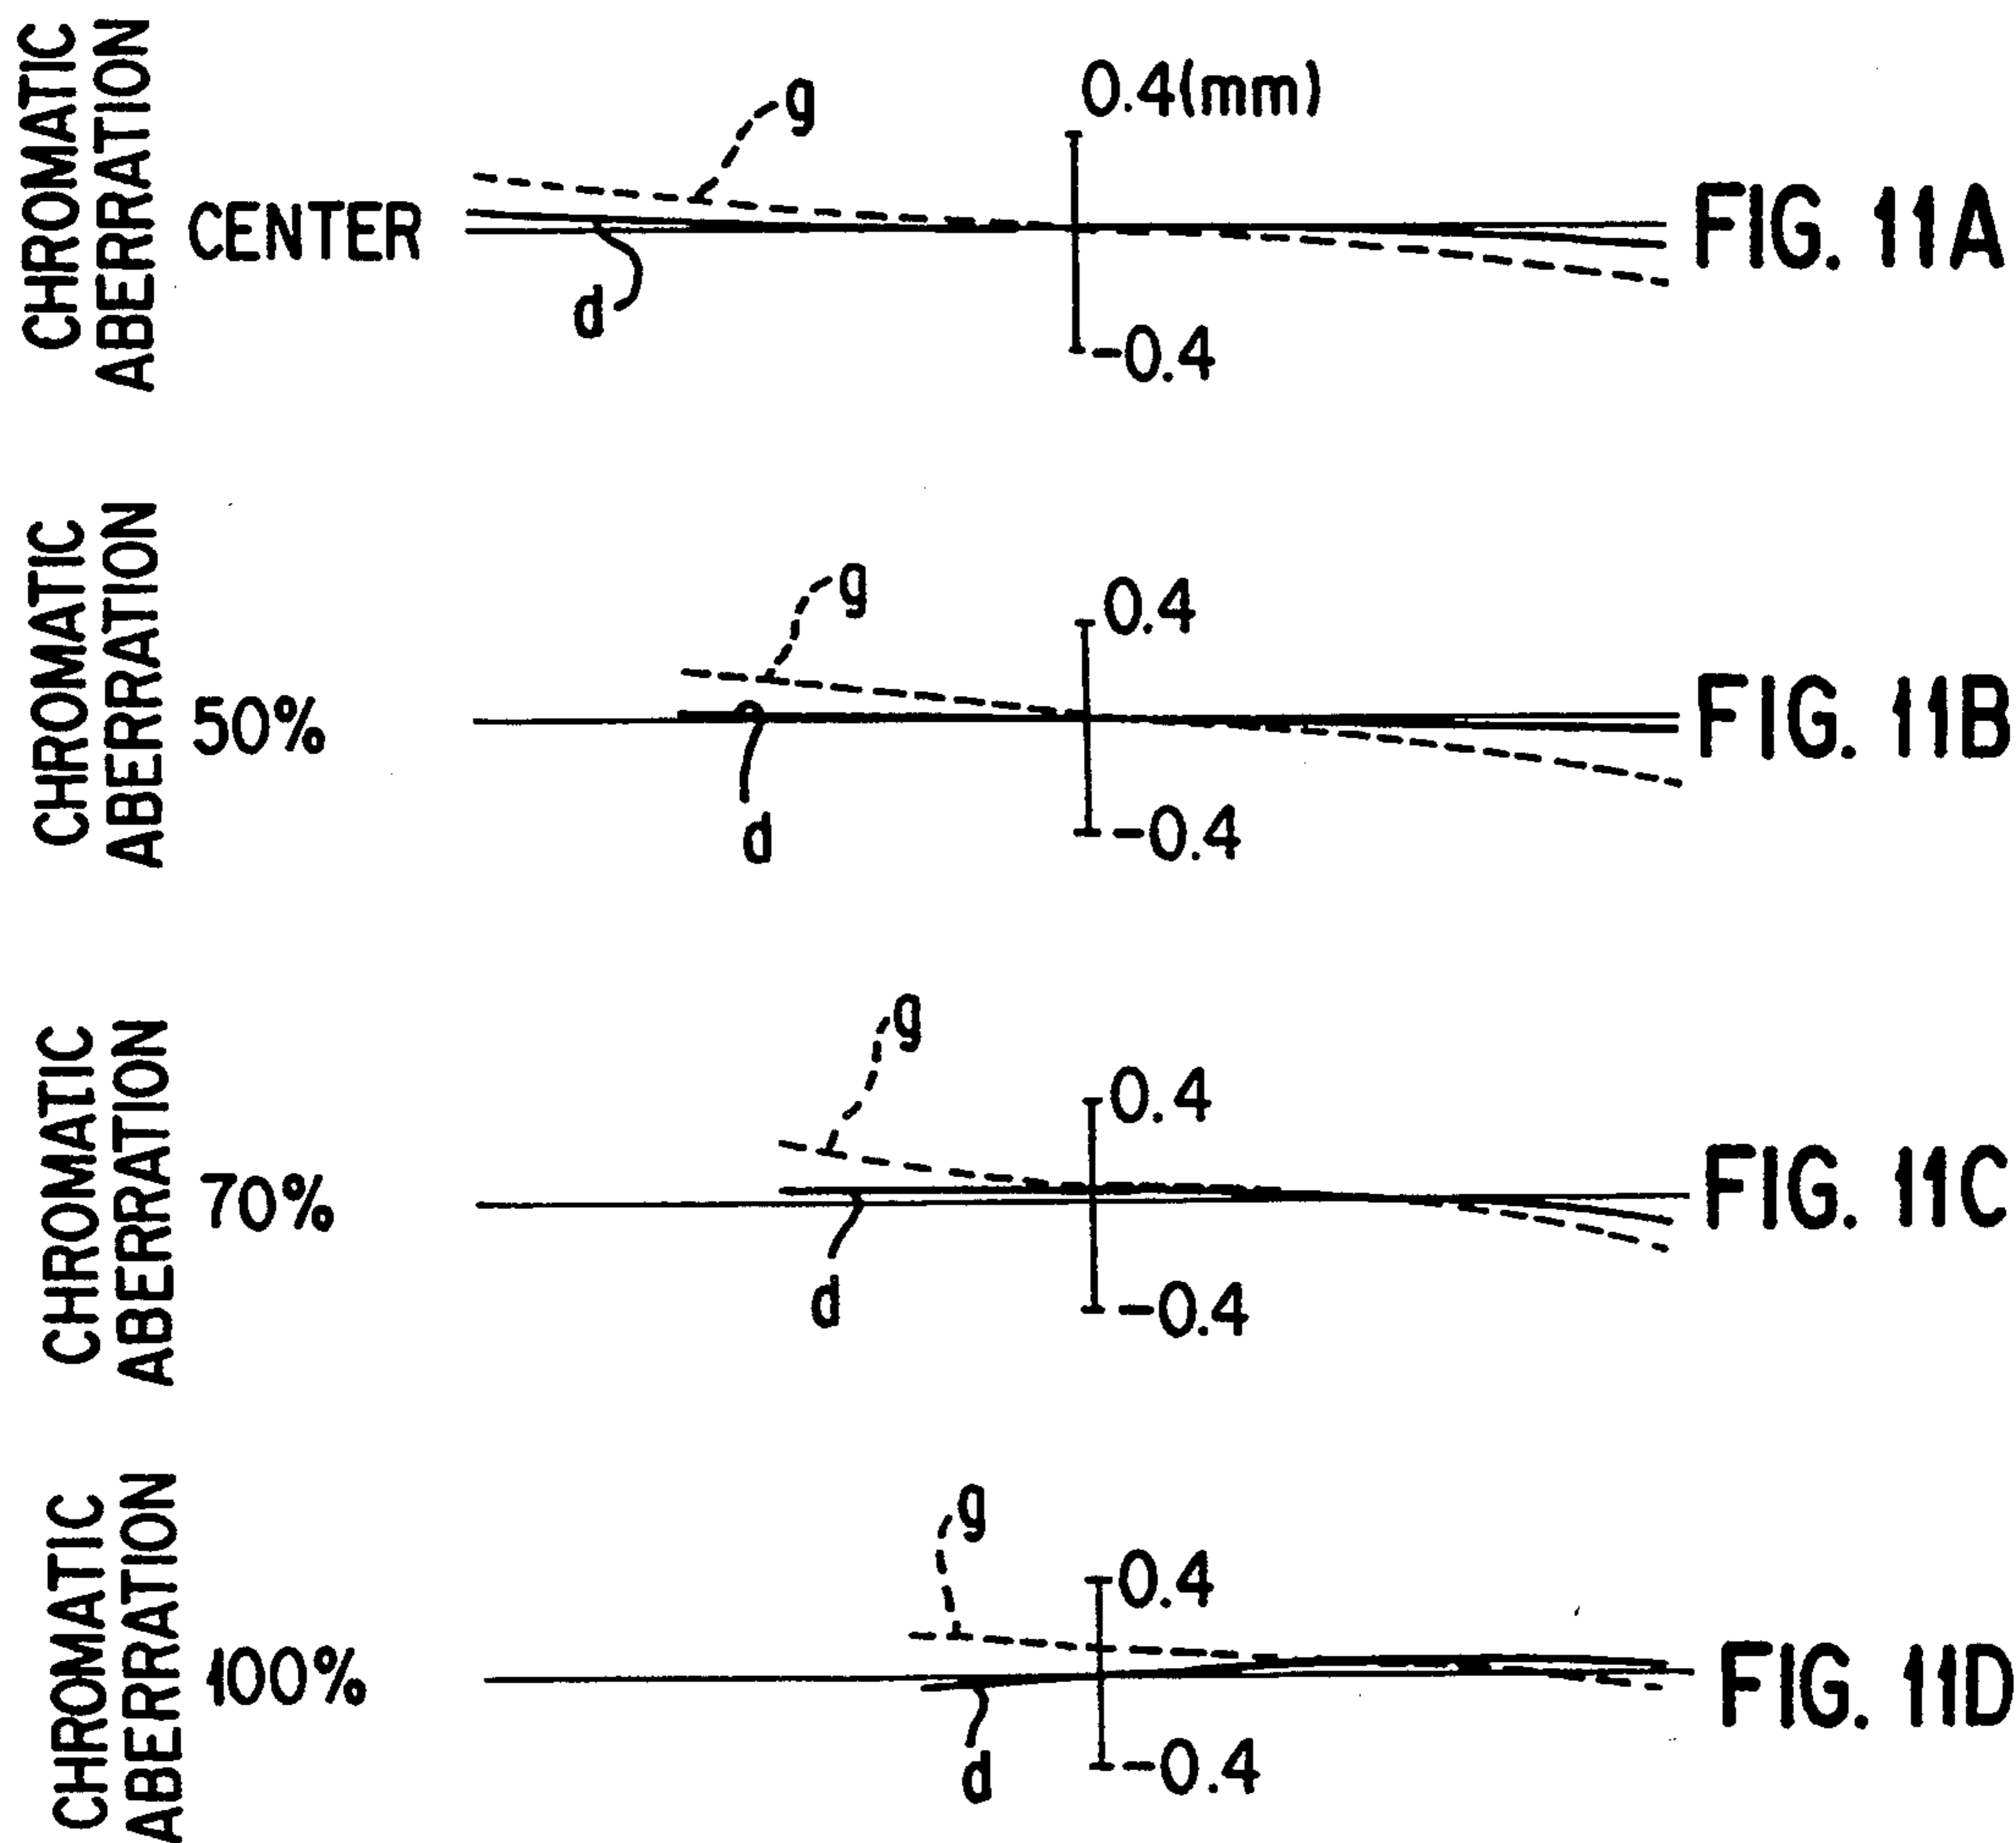 CHROMATIC
ABERRATION
CENTER
g
d
0.4(mm)
-0.4
FIG. 11A
CHROMATIC
ABERRATION
50%
g
d
0.4
-0.4
FIG. 11B
CHROMATIC
ABERRATION
70%
g
d
0.4
-0.4
FIG. 11C
CHROMATIC
ABERRATION
100%
g
d
0.4
-0.4
FIG. 11D